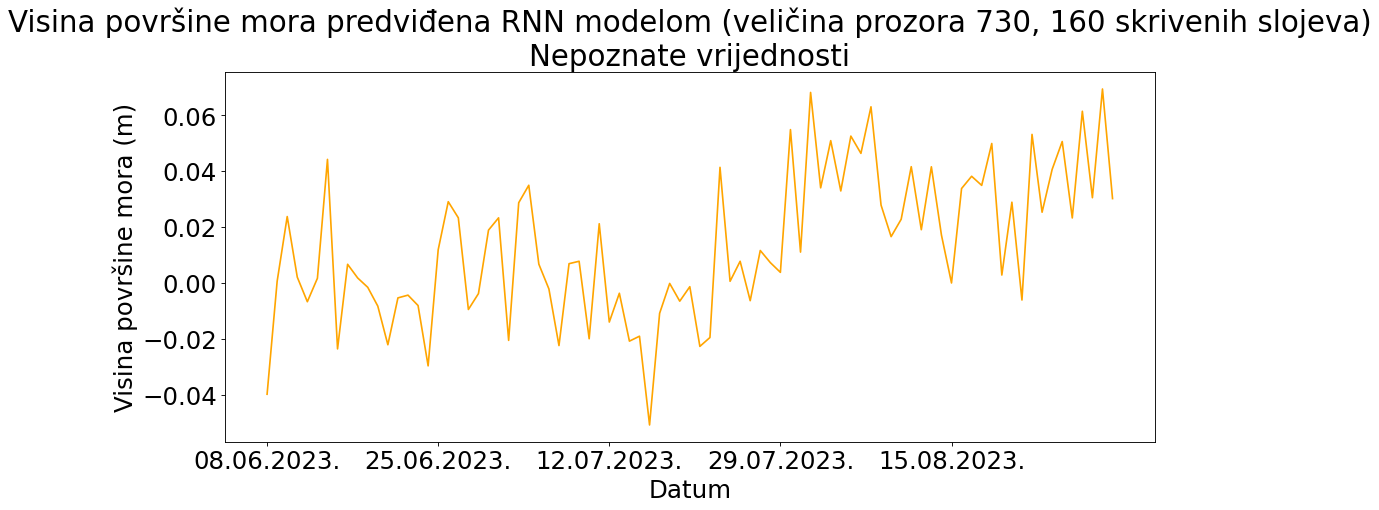 Visina površine mora predviđena RNN modelom (veličina prozora 730, 160 skrivenih slojeva)
Nepoznate vrijednosti
Visina površine mora (m)
0.06
0.04
0.02
0.00
−0.02
−0.04
08.06.2023. 25.06.2023. 12.07.2023. 29.07.2023. 15.08.2023.
Datum